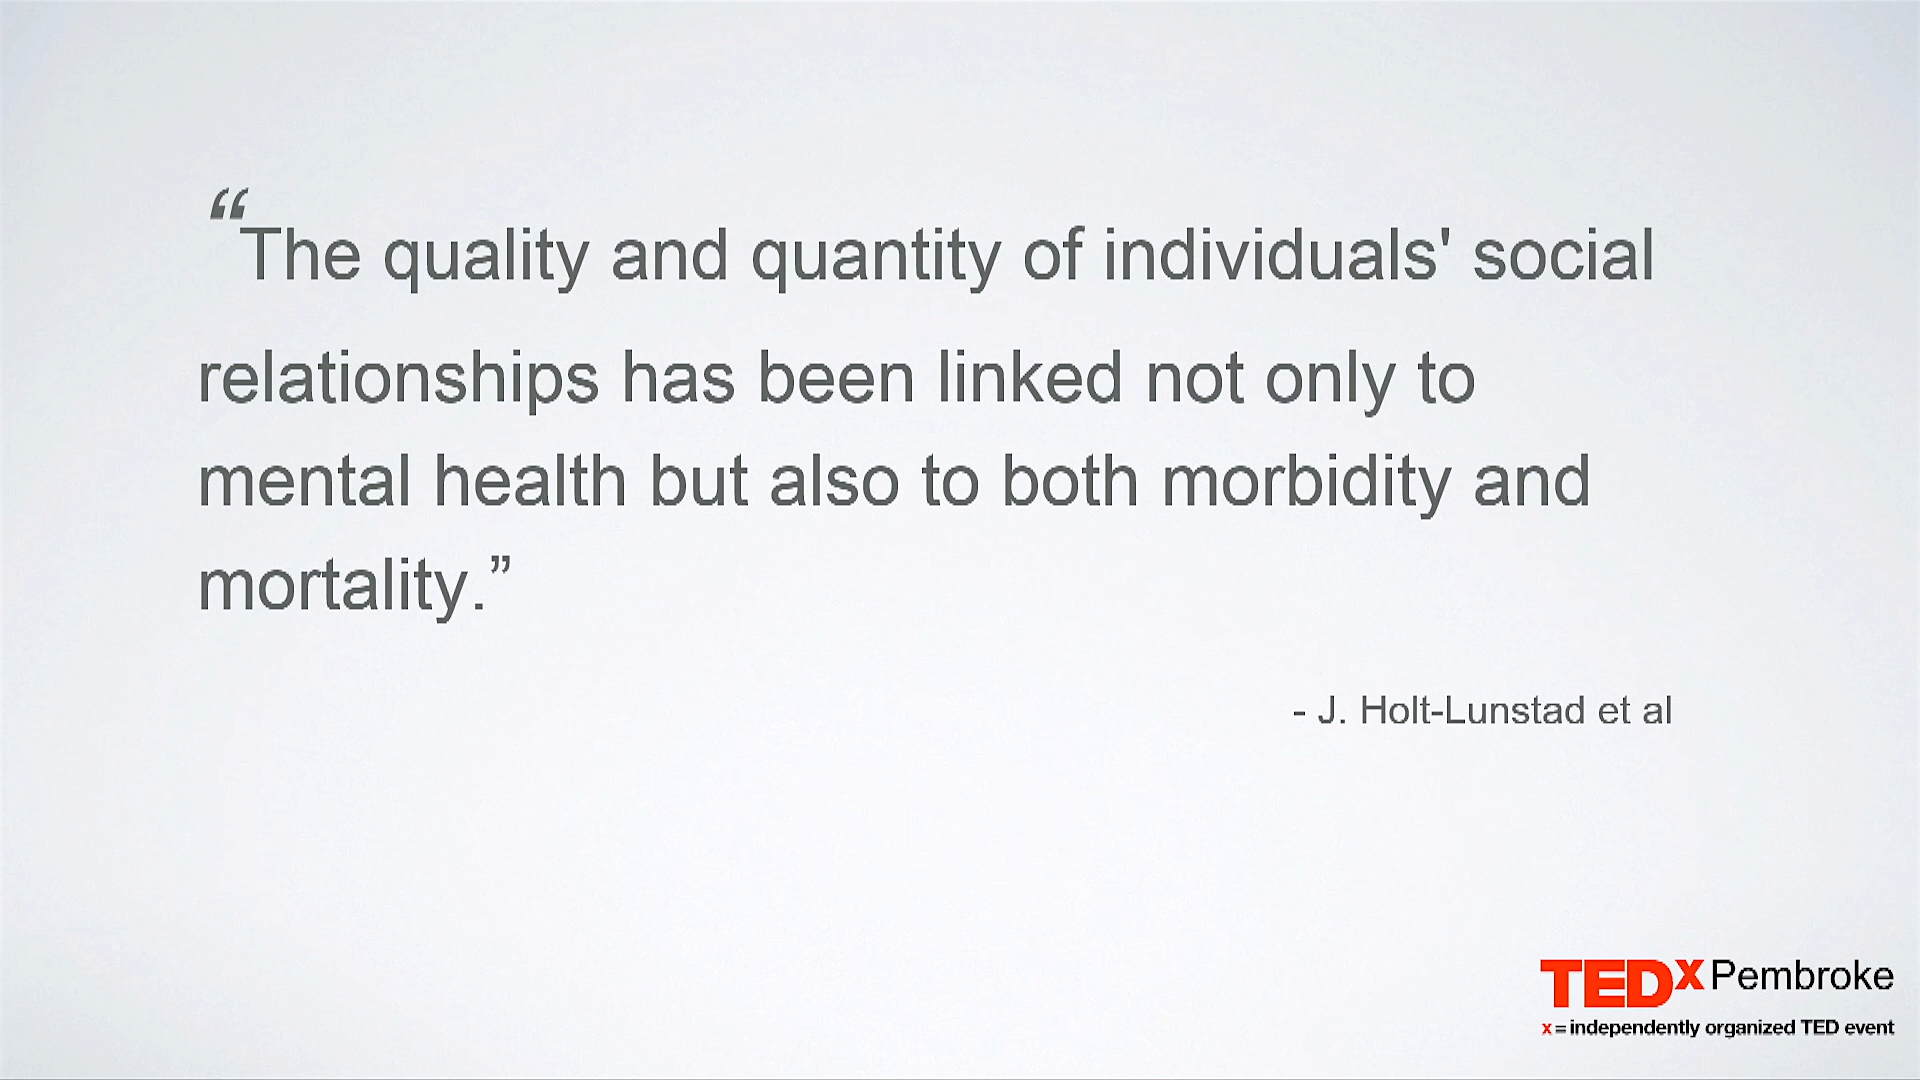 “The quality and quantity of individuals' social
relationships has been linked not only to
mental health but also to both morbidity and
mortality.”
- J. Holt-Lunstad et al
TEDx Pembroke
x = independently organized TED event